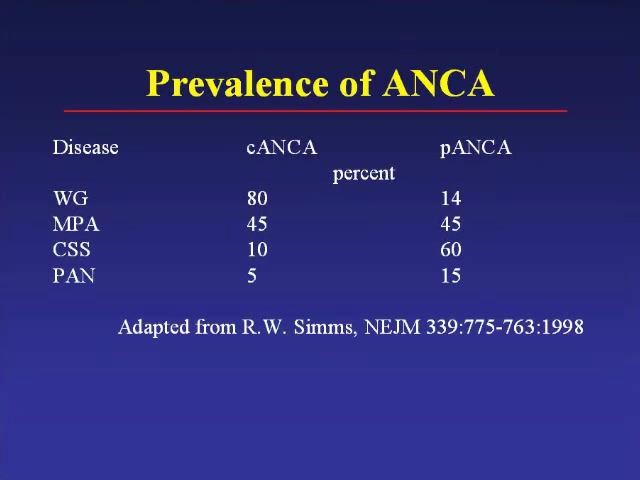 Prevalence of ANCA
Disease cANCA pANCA
percent
WG 80 14
MPA 45 45
CSS 10 60
PAN 5 15
Adapted from R.W. Simms, NEJM 339:775-763:1998